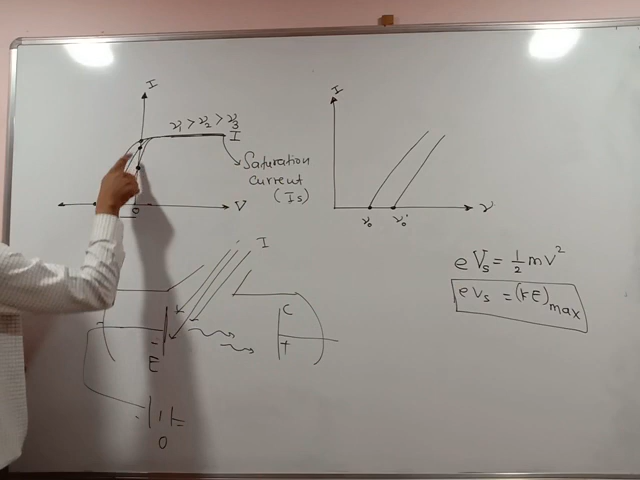 I
ν₁ > ν₂ > ν₃
I
Saturation
Current
(Is)
V
0
I
ν₀
ν₀'
ν
eVs = 1/2 mv²
eVs = (KE)max
I
C
E
-
+
-
0